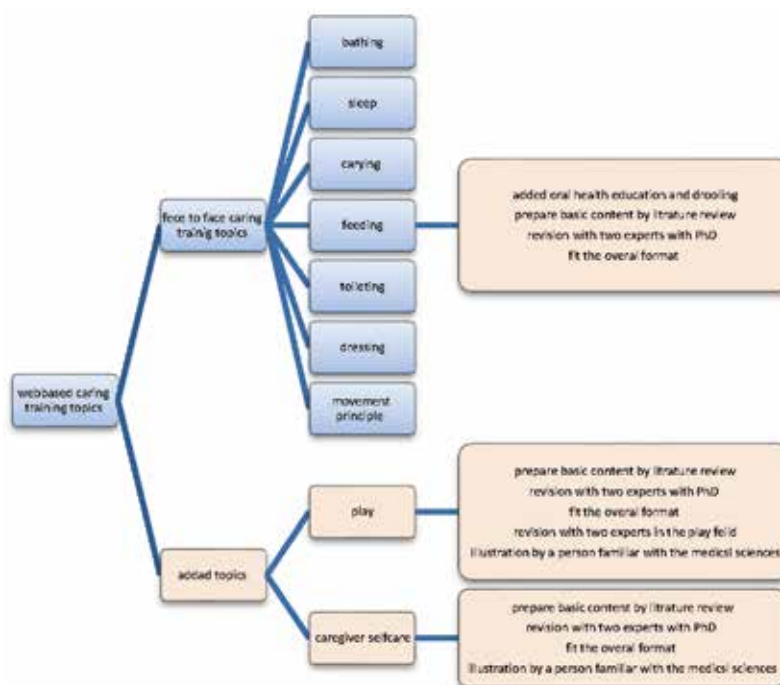 bathing
sleep
carying
feeding
toileting
dressing
movement
principle
face to face caring
trainig topics
added oral health education and drooling
prepare basic content by litrature review
revision with two experts with PhD
fit the overal format
webbased caring
training topics
addad topics
play
prepare basic content by litrature review
revision with two experts with PhD
fit the overal format
revision with two experts in the play feild
illustration by a person familiar with the medicsl sciences
caregiver selfcare
prepare basic content by litrature review
revision with two experts with PhD
fit the overal format
illustration by a person familiar with the medicsl sciences